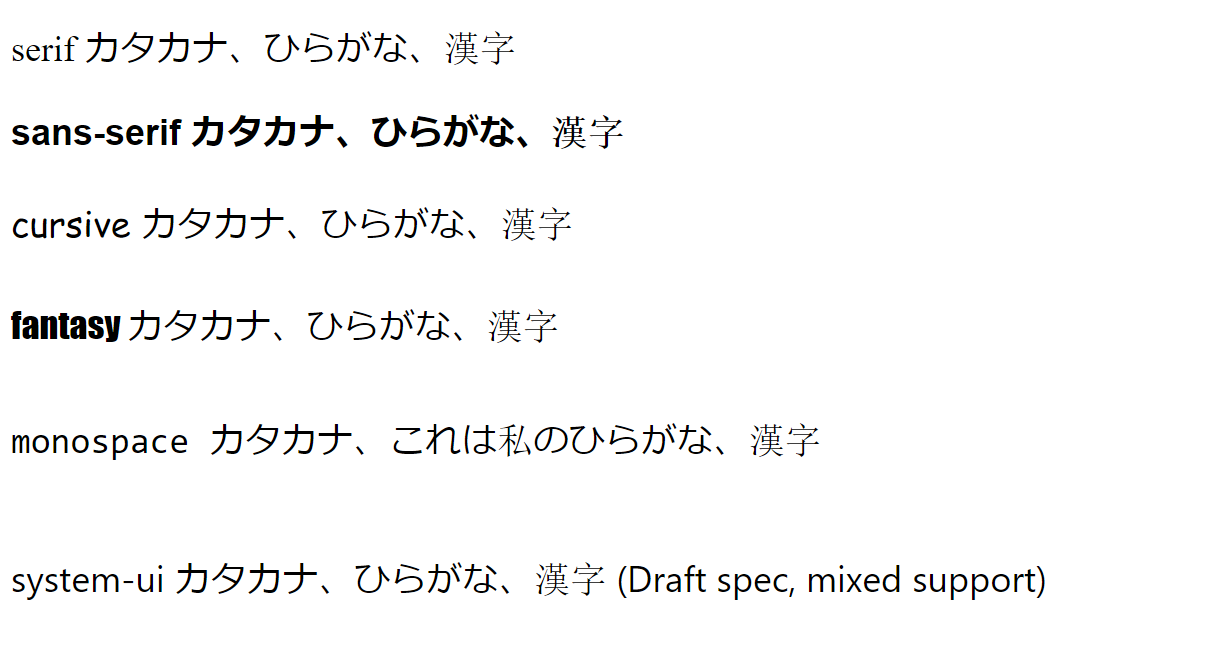 serif カタカナ、ひらがな、漢字
sans-serif カタカナ、ひらがな、漢字
cursive カタカナ、ひらがな、漢字
fantasy カタカナ、ひらがな、漢字
monospace カタカナ、これは私のひらがな、漢字
system-ui カタカナ、ひらがな、漢字 (Draft spec, mixed support)